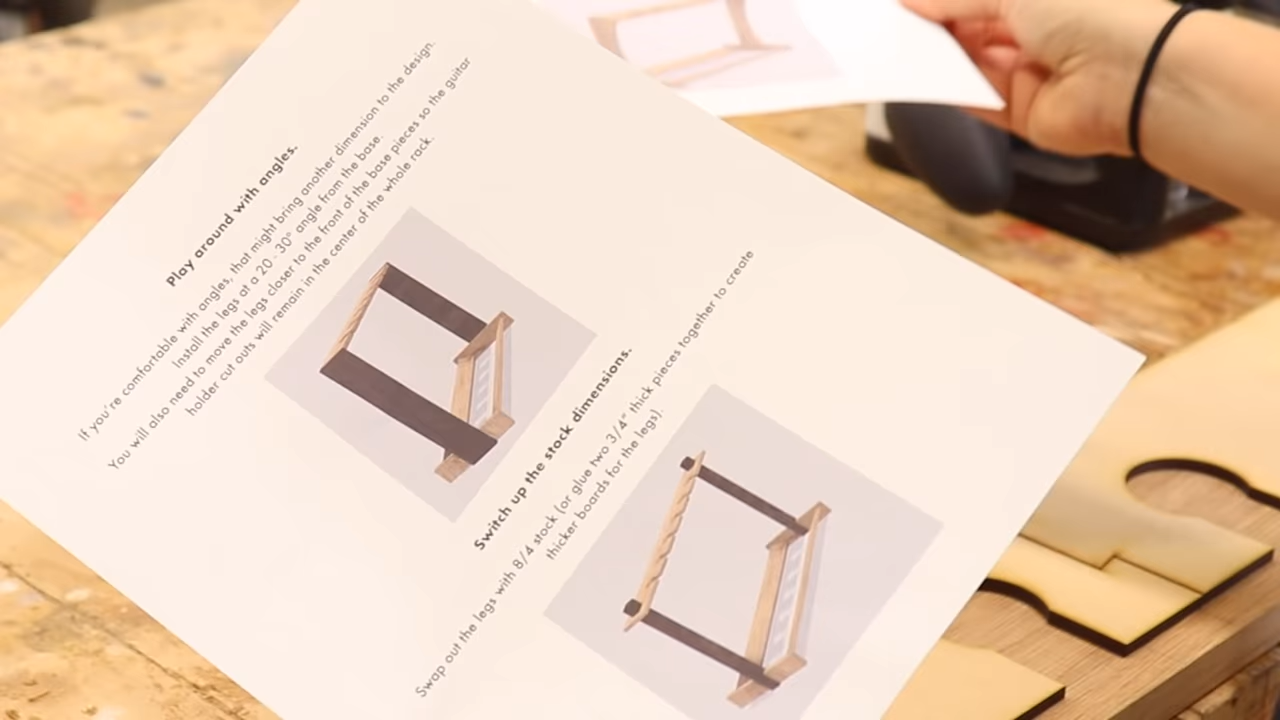 Play around with angles.
If you're comfortable with angles, that might bring another dimension to the design.
Install the legs at a 20 - 30° angle from the base.
You will also need to move the legs closer to the front of the base pieces so the guitar
holder cut outs will remain in the center of the whole rack.
Switch up the stock dimensions.
Swap out the legs with 8/4 stock (or glue two 3/4" thick pieces together to create
thicker boards for the legs).